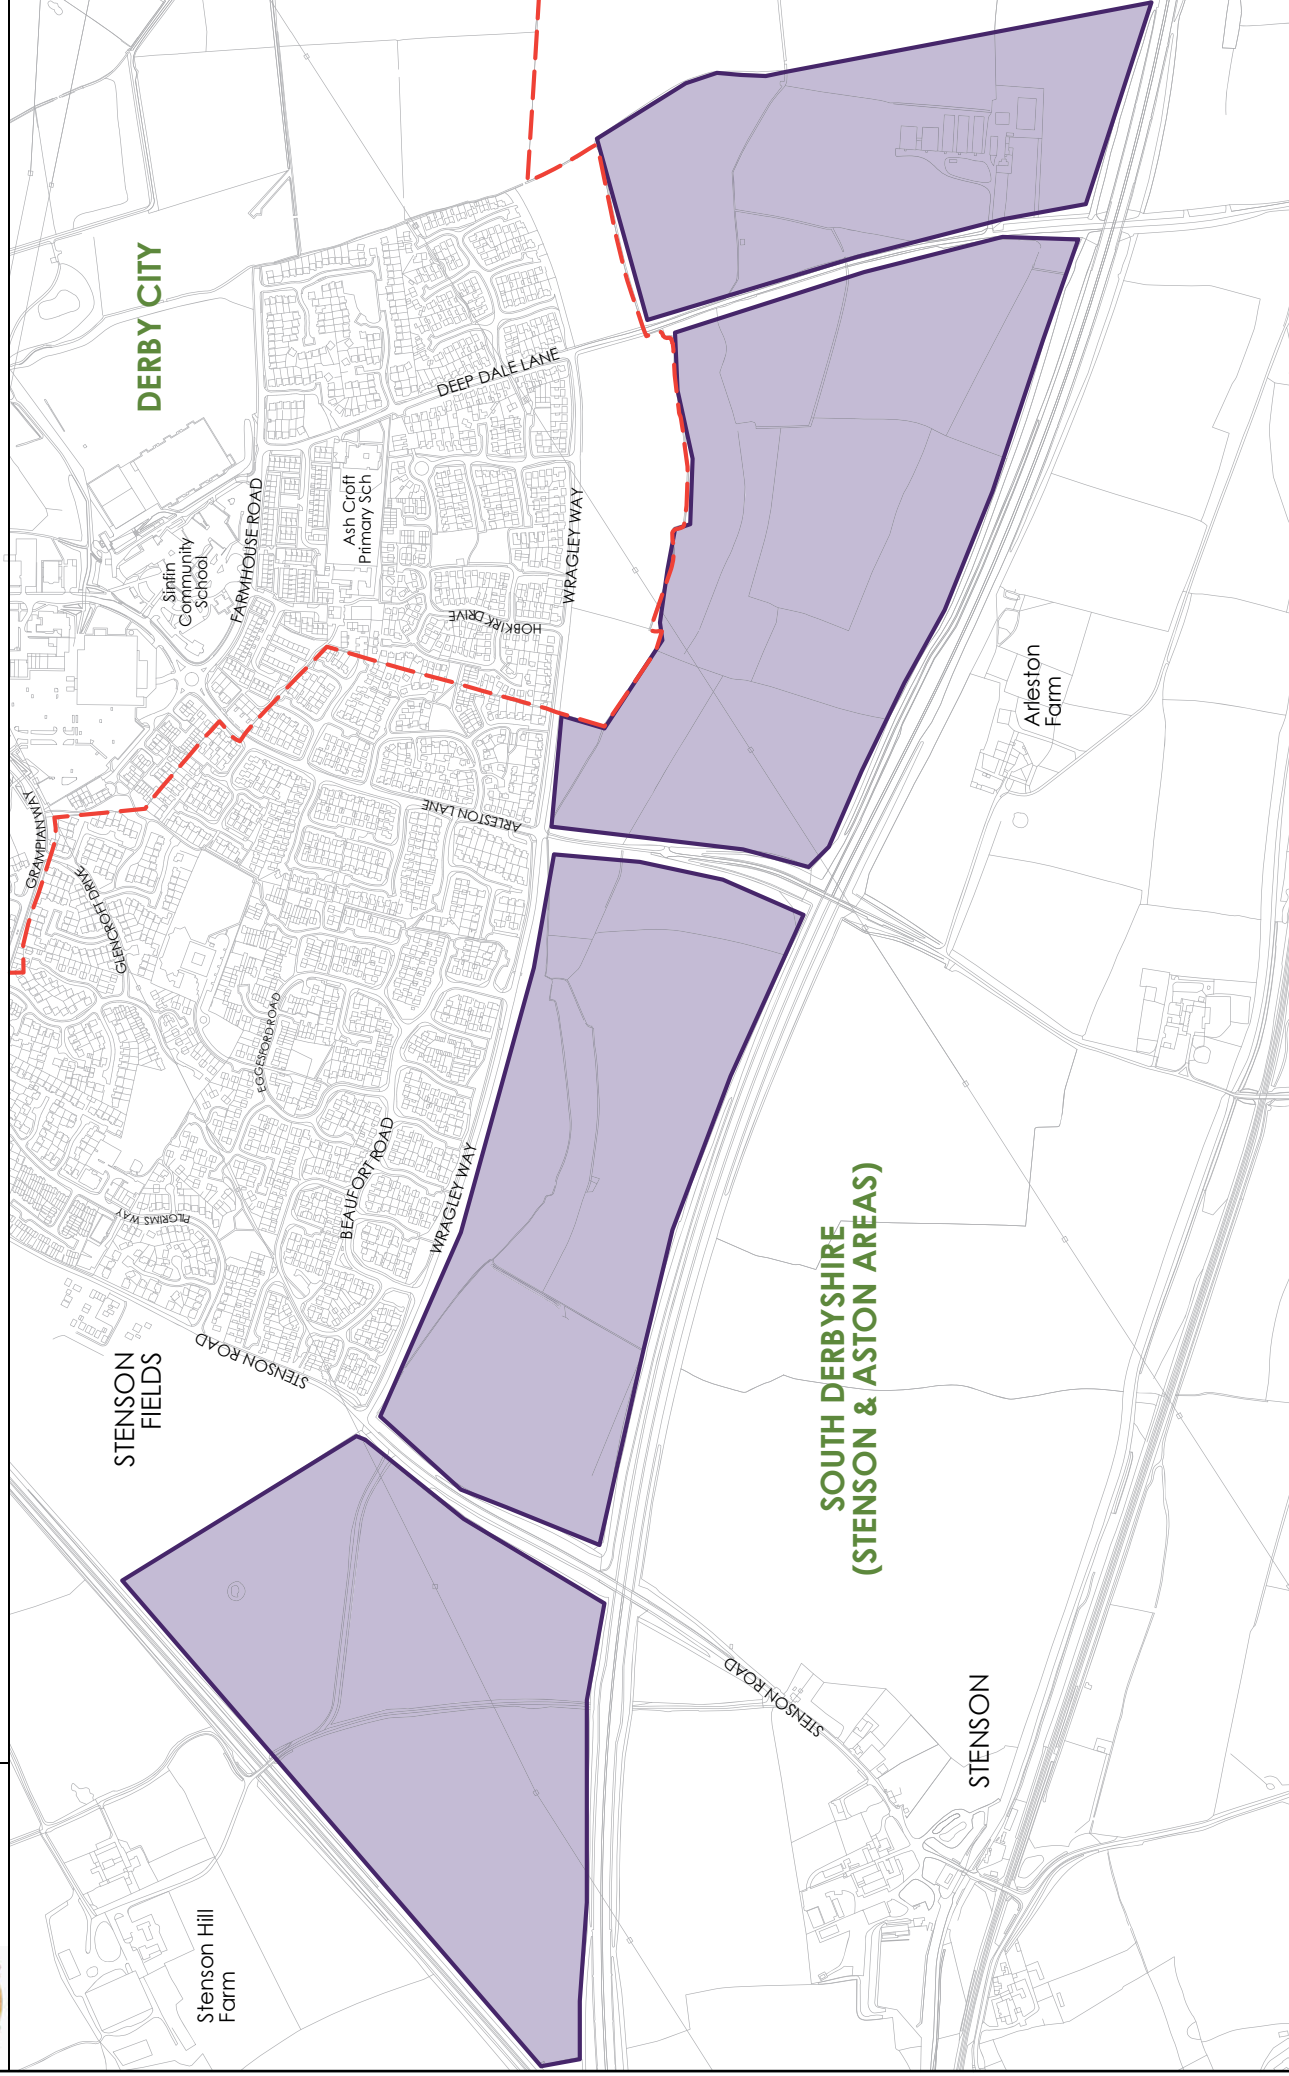 DERBY CITY
GRAMPIAN WAY
GLENCROFT DRIVE
Sinfin
Community
School
FARMHOUSE ROAD
Ash Croft
Primary Sch
DEEP DALE LANE
HOBKIRK DRIVE
WRAGLEY WAY
ARLESTON LANE
EGGESFORD ROAD
PILGRIMS WAY
BEAUFORT ROAD
WRAGLEY WAY
STENSON ROAD
STENSON
FIELDS
Stenson Hill
Farm
Arleston
Farm
SOUTH DERBYSHIRE
(STENSON & ASTON AREAS)
STENSON ROAD
STENSON